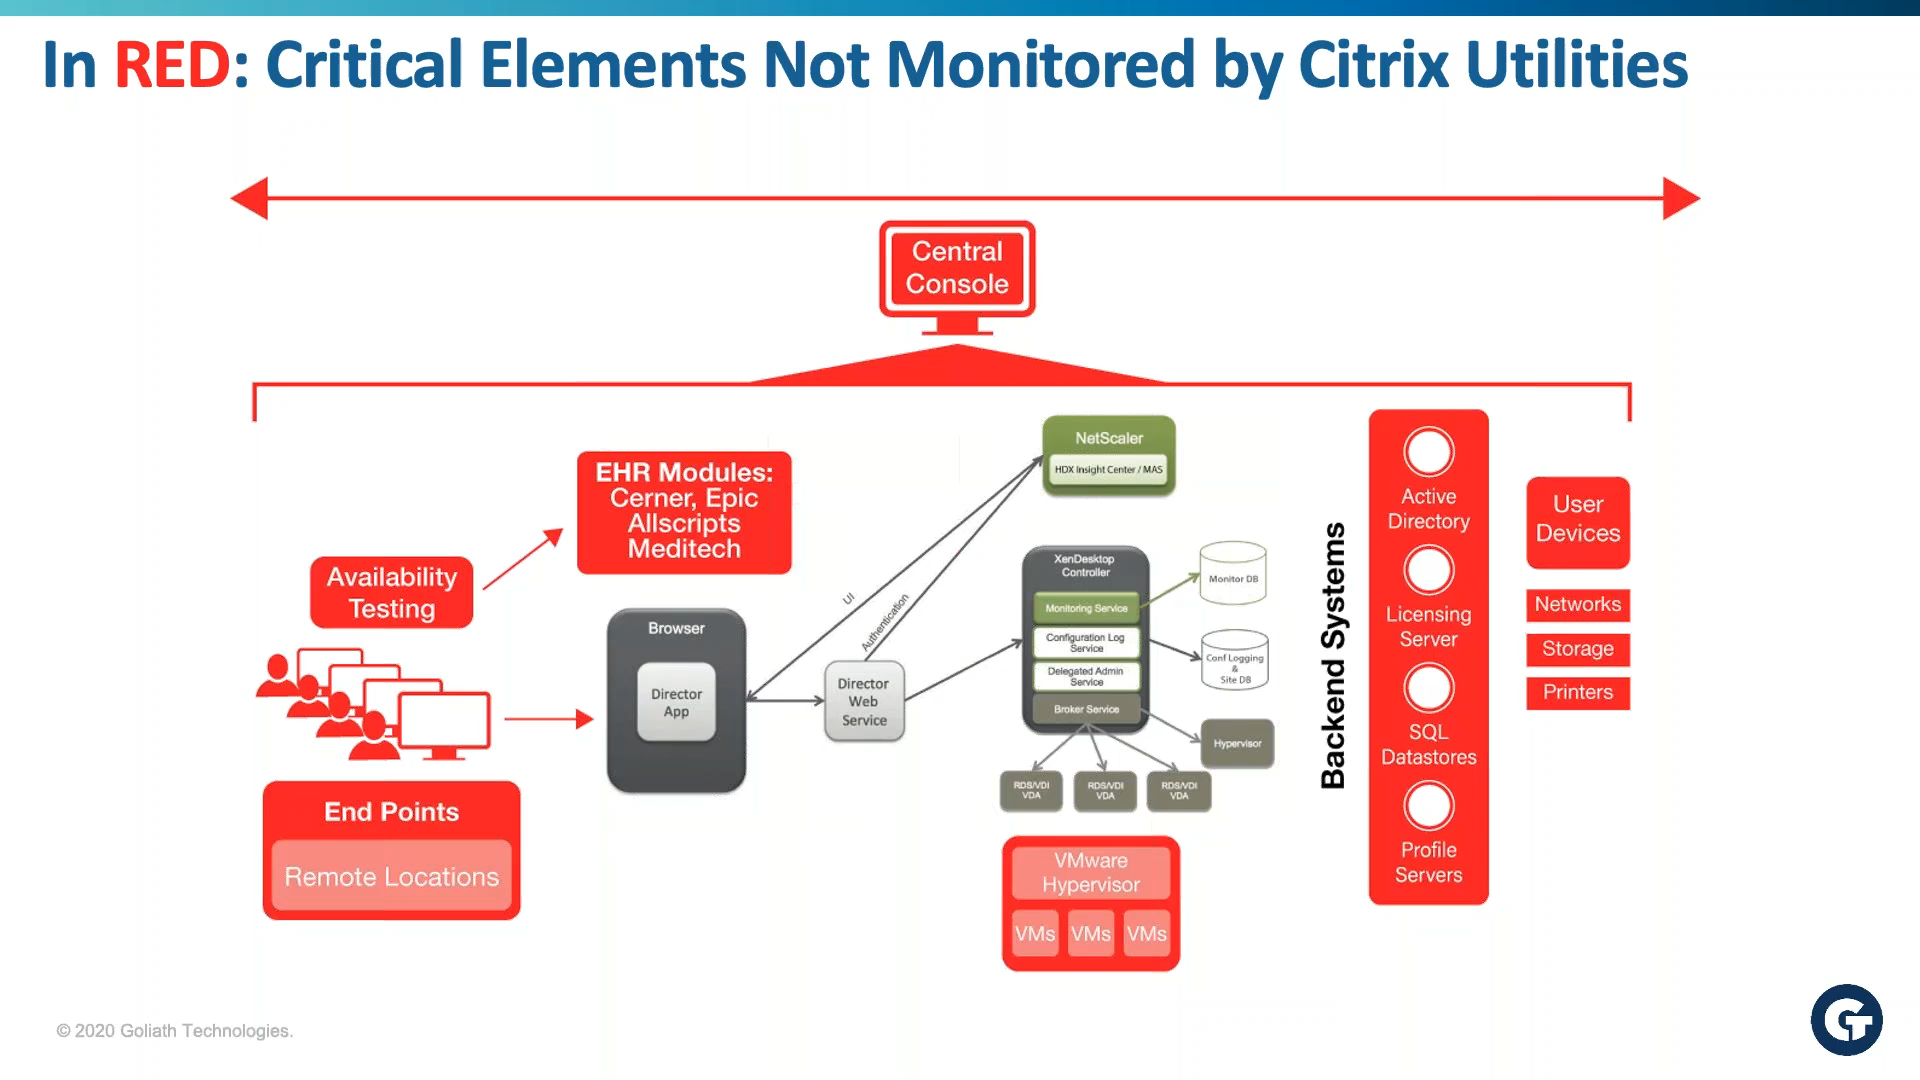 In RED: Critical Elements Not Monitored by Citrix Utilities
Central
Console
EHR Modules:
Cerner, Epic
Allscripts
Meditech
Availability
Testing
End Points
Remote Locations
Browser
Director
App
Director
Web
Service
UI
Authentication
NetScaler
HDX Insight Center / MAS
XenDesktop
Controller
Monitoring Service
Configuration Log
Service
Delegated Admin
Service
Broker Service
Monitor DB
Conf Logging
&
Site DB
Hypervisor
RDS/VDI
VDA
RDS/VDI
VDA
RDS/VDI
VDA
VMware
Hypervisor
VMs
VMs
VMs
Backend Systems
Active
Directory
Licensing
Server
SQL
Datastores
Profile
Servers
User
Devices
Networks
Storage
Printers
© 2020 Goliath Technologies.
G